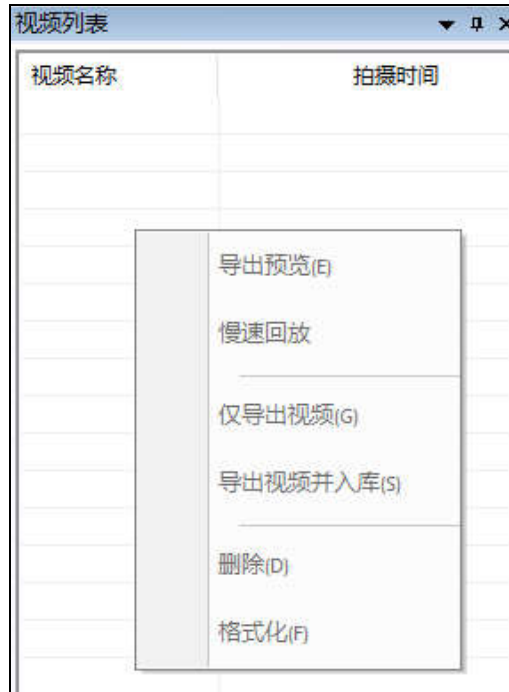 视频列表
视频名称 拍摄时间
导出预览(E)
慢速回放
仅导出视频(G)
导出视频并入库(S)
删除(D)
格式化(F)